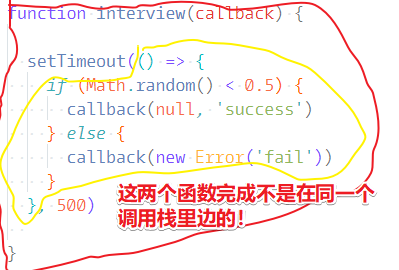 function interview(callback) {
setTimeout(() => {
if (Math.random() < 0.5) {
callback(null, 'success')
} else {
callback(new Error('fail'))
}
}, 500)
}
这两个函数完成不是在同一个
调用栈里边的！